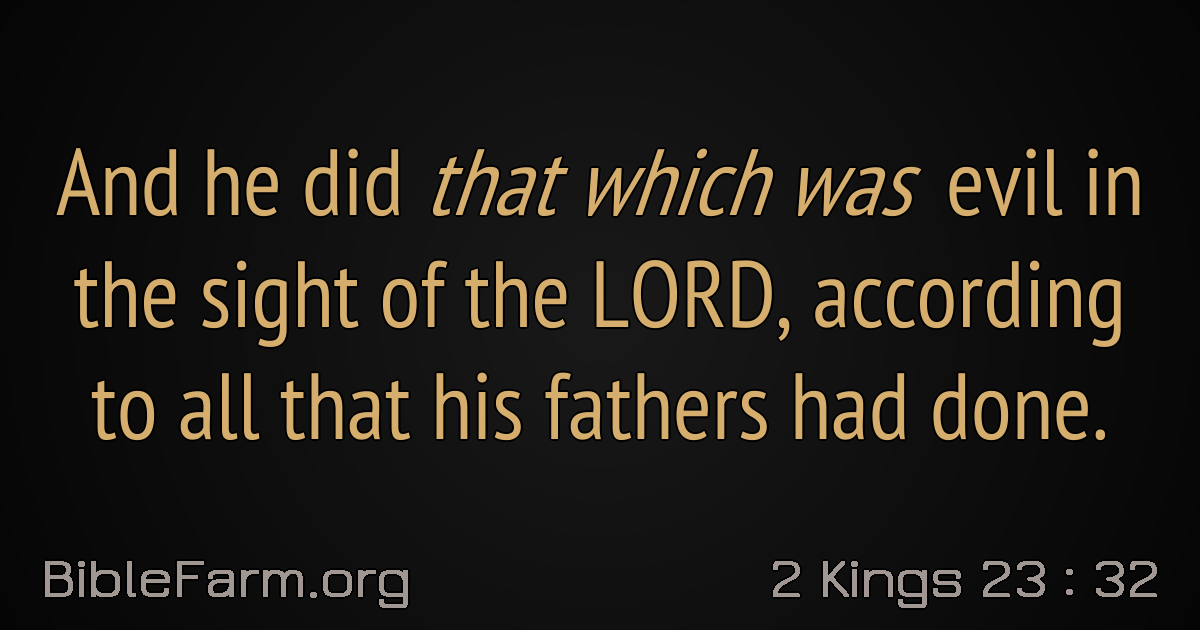 And he did that which was evil in
the sight of the LORD, according
to all that his fathers had done.
BibleFarm.org
2 Kings 23 : 32